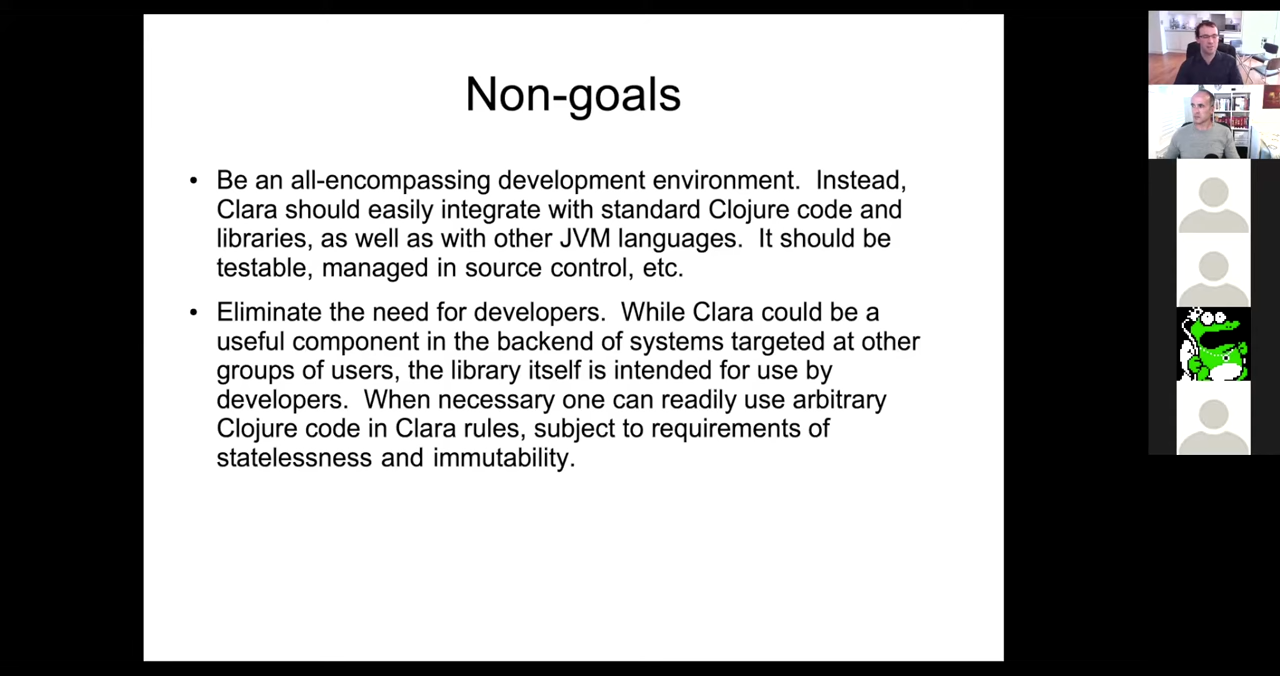 Non-goals
• Be an all-encompassing development environment.  Instead,
Clara should easily integrate with standard Clojure code and
libraries, as well as with other JVM languages.  It should be
testable, managed in source control, etc.
• Eliminate the need for developers.  While Clara could be a
useful component in the backend of systems targeted at other
groups of users, the library itself is intended for use by
developers.  When necessary one can readily use arbitrary
Clojure code in Clara rules, subject to requirements of
statelessness and immutability.